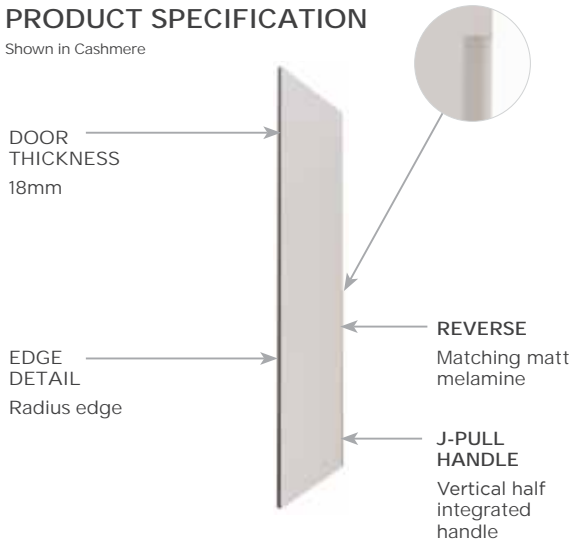 PRODUCT SPECIFICATION
Shown in Cashmere
DOOR
THICKNESS
18mm
EDGE
DETAIL
Radius edge
REVERSE
Matching matt
melamine
J-PULL
HANDLE
Vertical half
integrated
handle